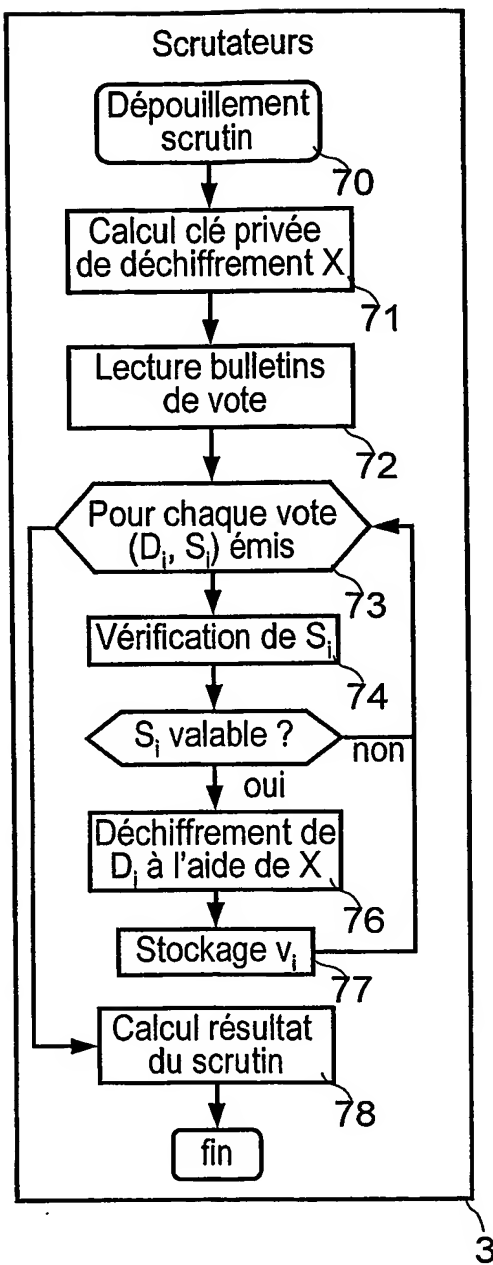 Scrutateurs
Dépouillement
scrutin
70
Calcul clé privée
de déchiffrement X
71
Lecture bulletins
de vote
72
Pour chaque vote
(Di, Si) émis
73
Vérification de Si
74
Si valable ?
non
oui
Déchiffrement de
Di à l'aide de X
76
Stockage vi
77
Calcul résultat
du scrutin
78
fin
3